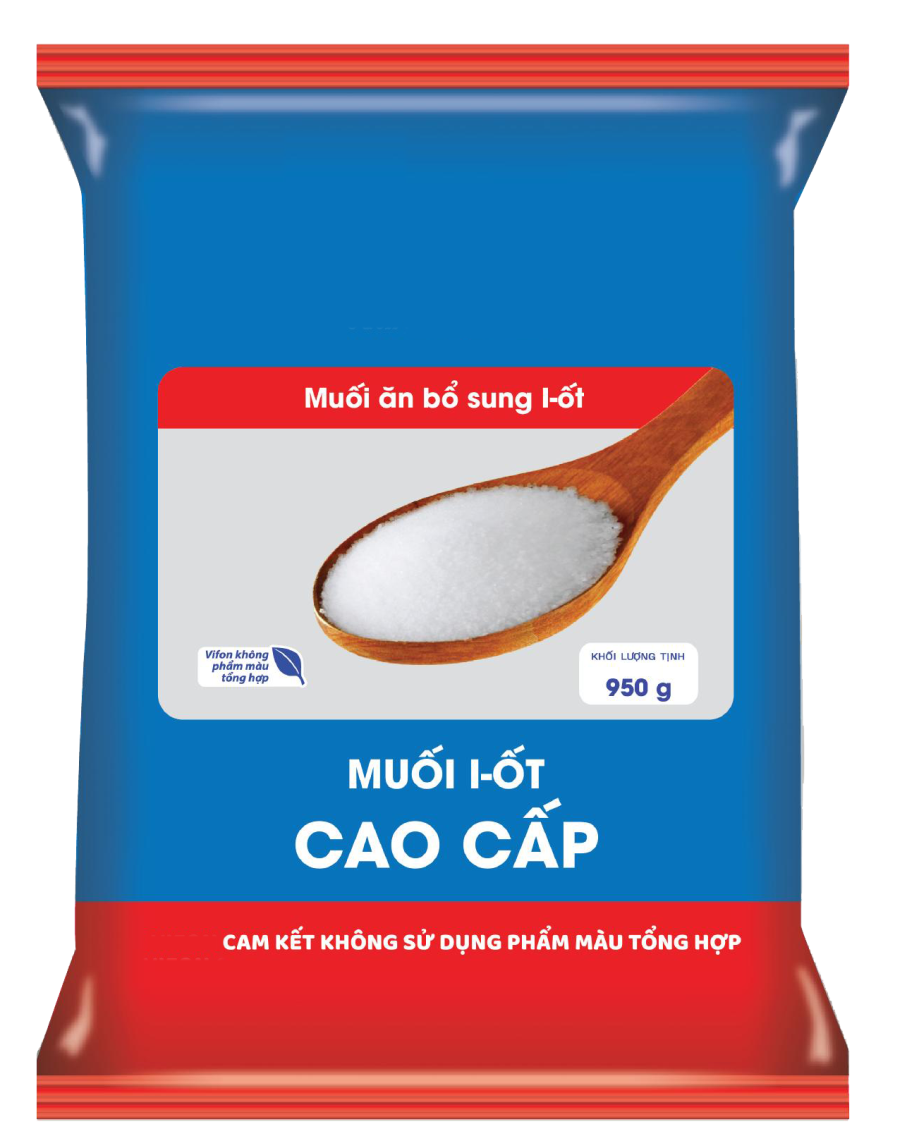 Muối ăn bổ sung I-ốt
Vifon không
phẩm màu
tổng hợp
KHỐI LƯỢNG TỊNH
950 g
MUỐI I-ỐT
CAO CẤP
CAM KẾT KHÔNG SỬ DỤNG PHẨM MÀU TỔNG HỢP